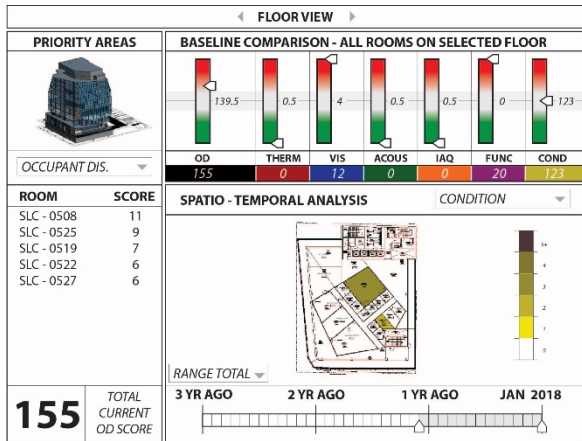 FLOOR VIEW
PRIORITY AREAS
OCCUPANT DIS.
ROOM SCORE
SLC - 0508 11
SLC - 0525 9
SLC - 0519 7
SLC - 0522 6
SLC - 0527 6
155
TOTAL
CURRENT
OD SCORE
BASELINE COMPARISON - ALL ROOMS ON SELECTED FLOOR
139.5 0.5 4 0.5 0.5 0 123
OD THERM VIS ACOUS IAQ FUNC COND
155 0 12 0 0 20 123
SPATIO - TEMPORAL ANALYSIS
CONDITION
5+
4
3
2
1
0
RANGE TOTAL
3 YR AGO 2 YR AGO 1 YR AGO JAN 2018